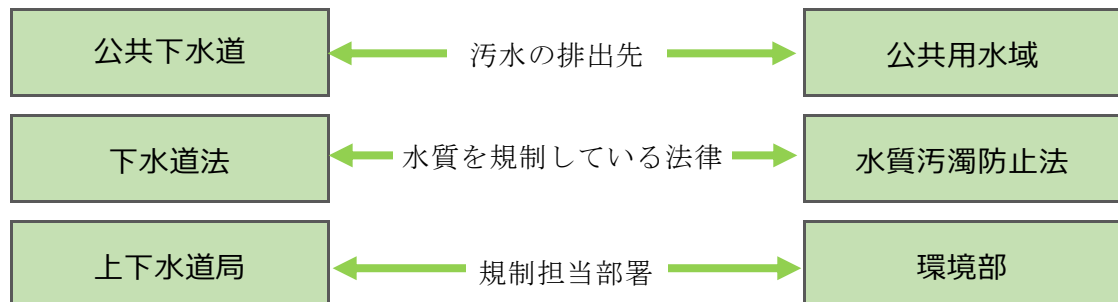 公共下水道
汚水の排出先
公共用水域
下水道法
水質を規制している法律
水質汚濁防止法
上下水道局
規制担当部署
環境部